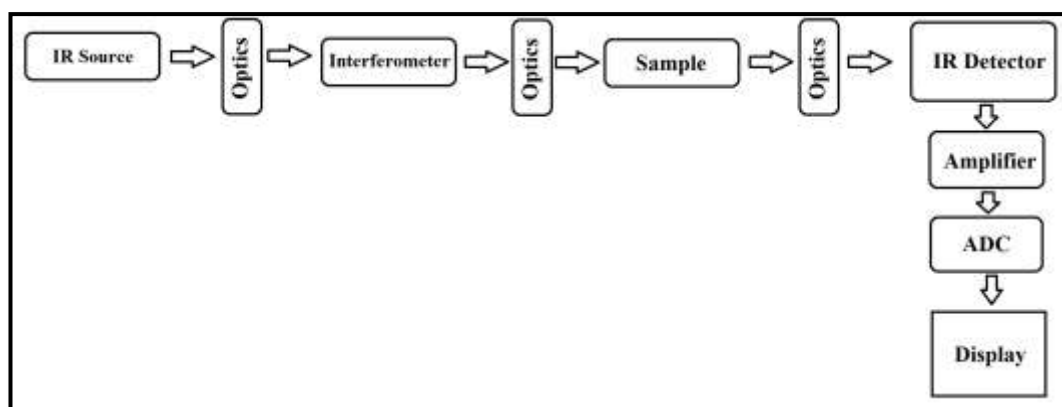 IR Source
Optics
Interferometer
Optics
Sample
Optics
IR Detector
Amplifier
ADC
Display